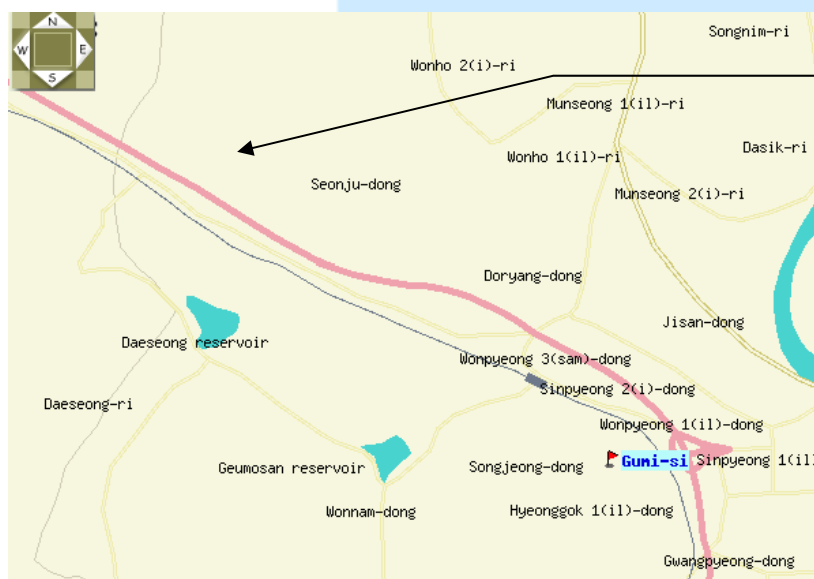 N
W E
S
Songnim-ri
Wonho 2(i)-ri
Munseong 1(il)-ri
Dasik-ri
Wonho 1(il)-ri
Seonju-dong
Munseong 2(i)-ri
Doryang-dong
Jisan-dong
Daeseong reservoir
Wonpyeong 3(sam)-dong
Sinpyeong 2(i)-dong
Daeseong-ri
Wonpyeong 1(il)-dong
Geumosan reservoir
Songjeong-dong
Gumi-si
Sinpyeong 1(il)
Wonnam-dong
Hyeonggok 1(il)-dong
Gwangpyeong-dong